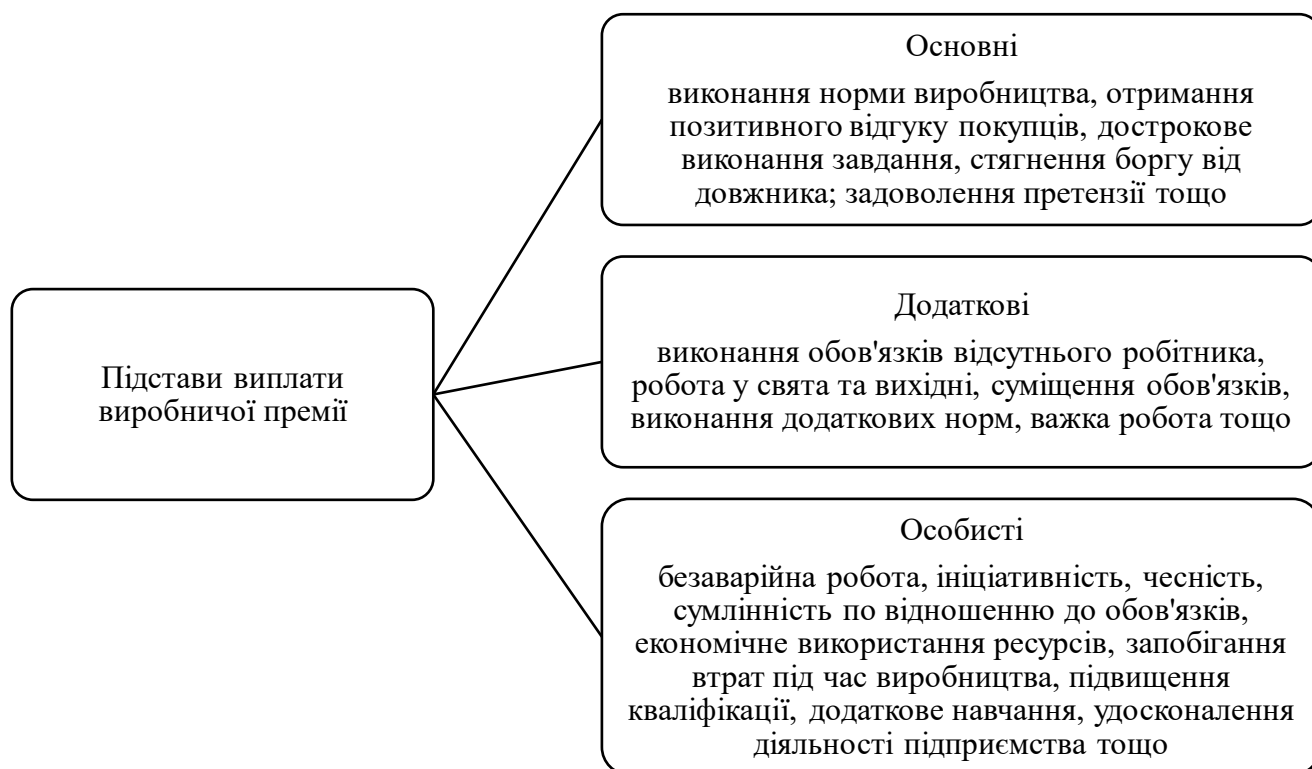 Основні
виконання норми виробництва, отримання
позитивного відгуку покупців, дострокове
виконання завдання, стягнення боргу від
довжника; задоволення претензії тощо
Підстави виплати
виробничої премії
Додаткові
виконання обов'язків відсутнього робітника,
робота у свята та вихідні, суміщення обов'язків,
виконання додаткових норм, важка робота тощо
Особисті
безаварійна робота, ініціативність, чесність,
сумлінність по відношенню до обов'язків,
економічне використання ресурсів, запобігання
втрат під час виробництва, підвищення
кваліфікації, додаткове навчання, удосконалення
діяльності підприємства тощо